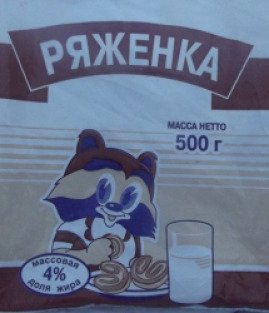 РЯЖЕНКА
МАССА НЕТТО
500 г
массовая
4%
доля жира